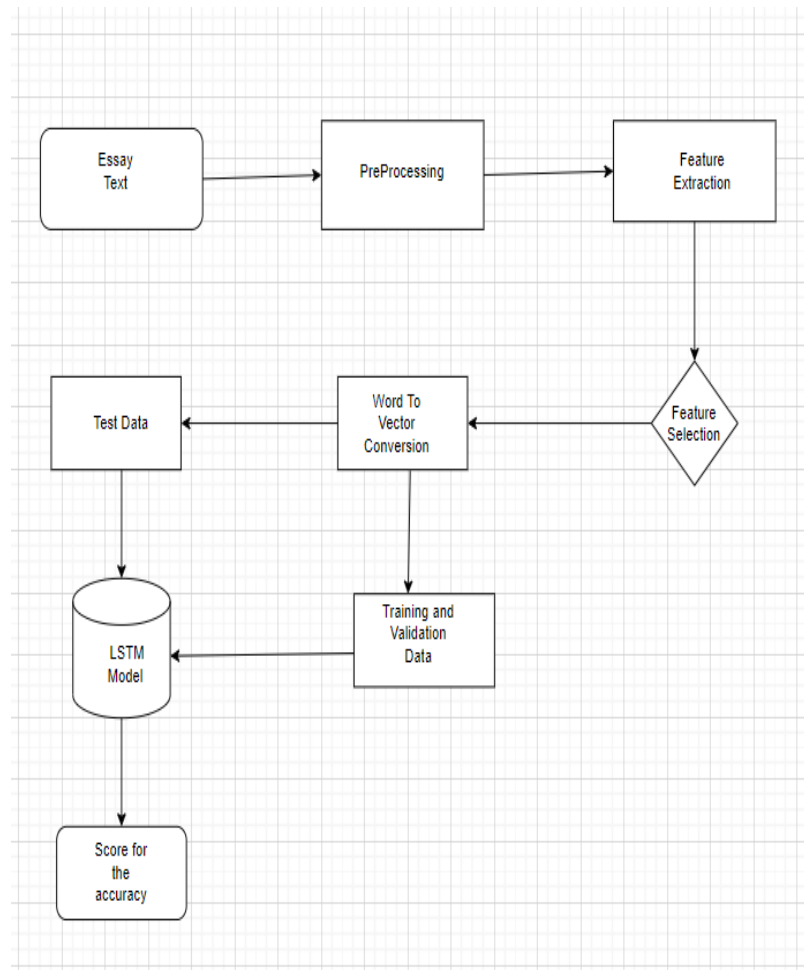 Essay
Text
PreProcessing
Feature
Extraction
Feature
Selection
Word To
Vector
Conversion
Test Data
Training and
Validation
Data
LSTM
Model
Score for
the
accuracy